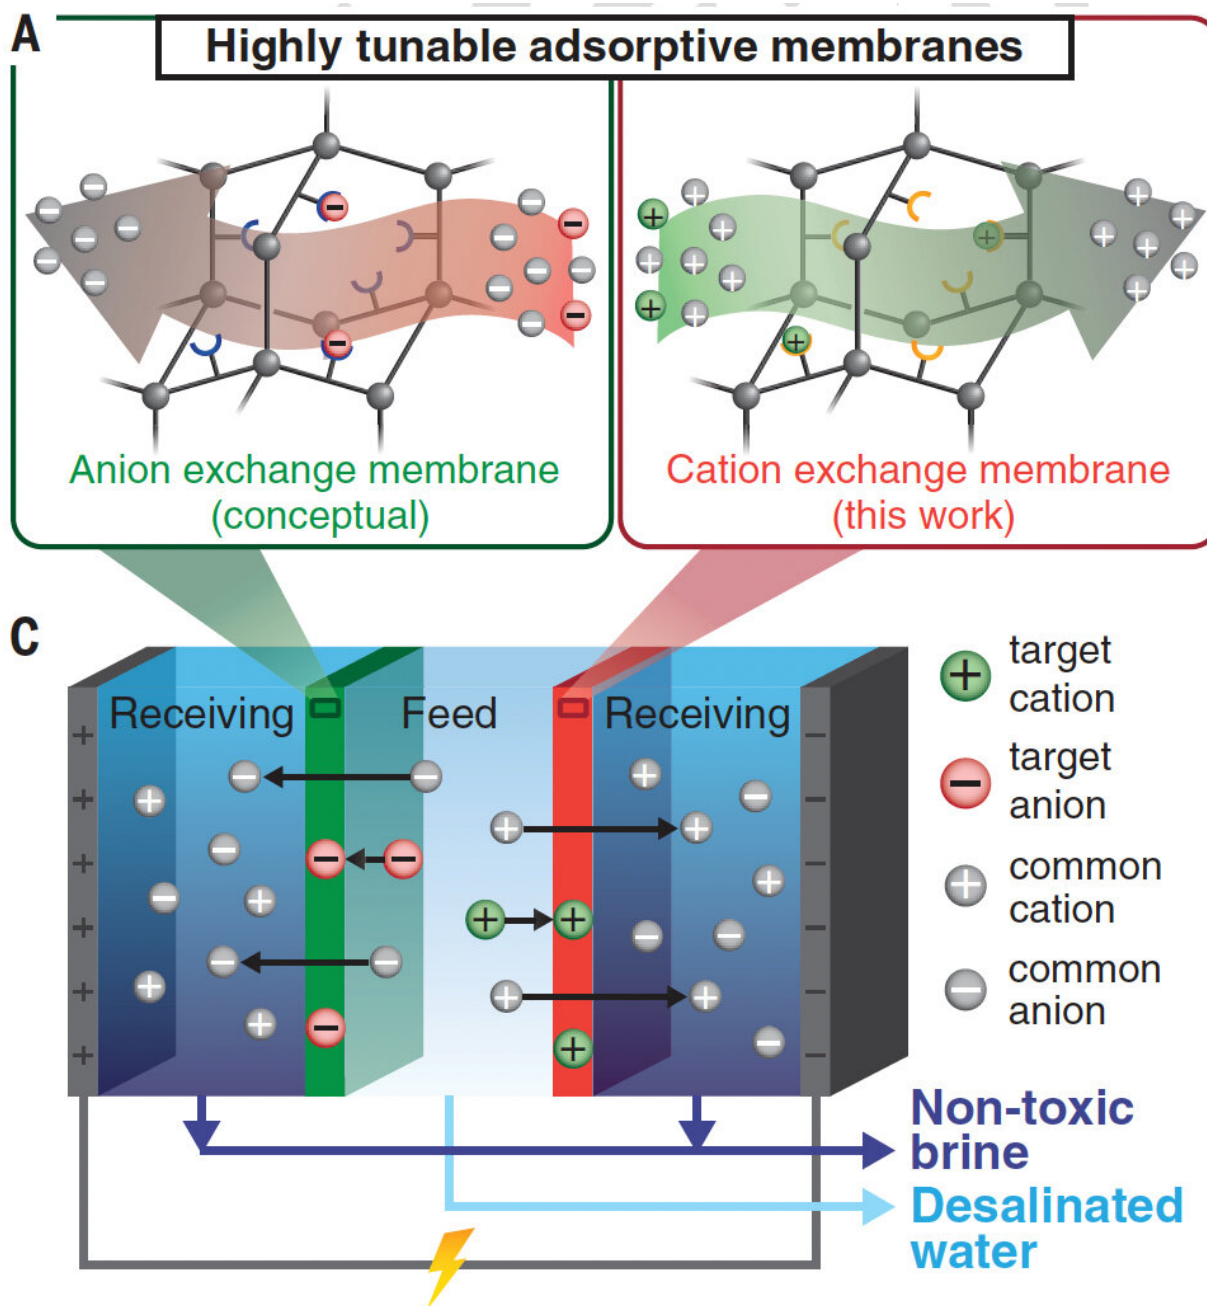 A
Highly tunable adsorptive membranes
Anion exchange membrane
(conceptual)
Cation exchange membrane
(this work)
C
Receiving
Feed
Receiving
target
cation
target
anion
common
cation
common
anion
Non-toxic
brine
Desalinated
water